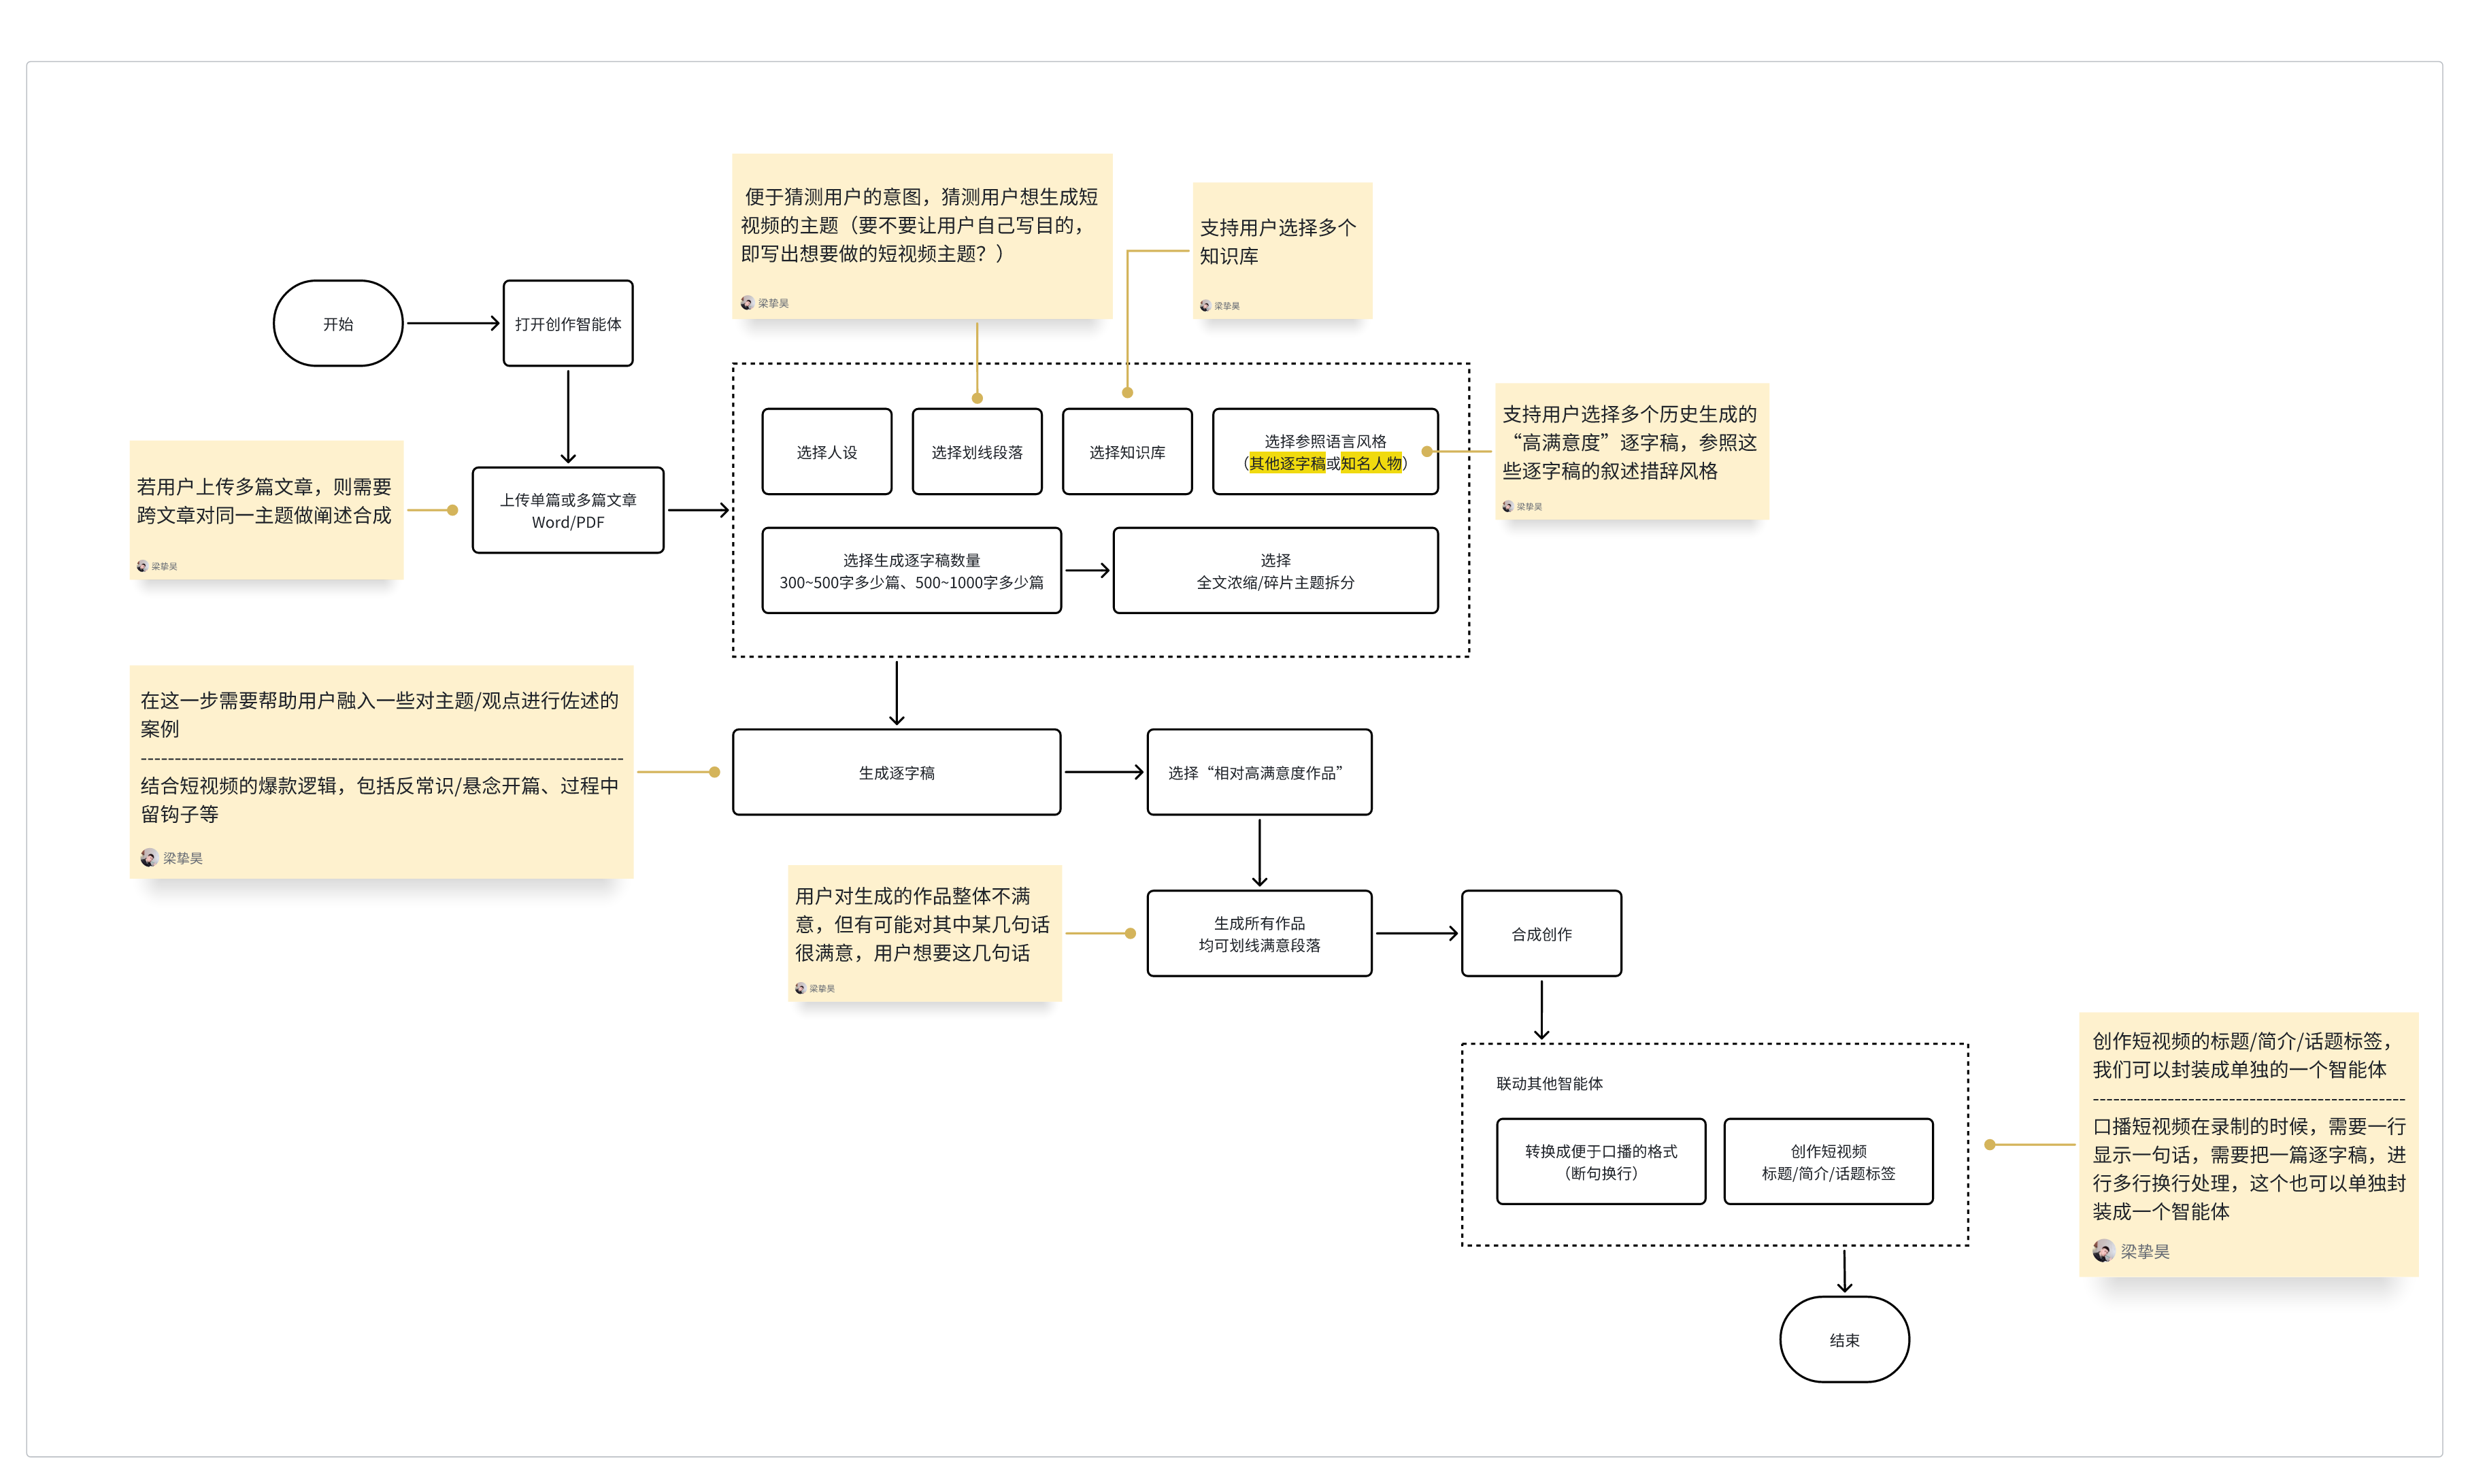 便于猜测用户的意图，猜测用户想生成短
视频的主题（要不要让用户自己写目的，
即写出想要做的短视频主题？）
梁挚昊
支持用户选择多个
知识库
梁挚昊
开始
打开创作智能体
若用户上传多篇文章，则需要
跨文章对同一主题做阐述合成
梁挚昊
上传单篇或多篇文章
Word/PDF
选择人设
选择划线段落
选择知识库
选择参照语言风格
（其他逐字稿或知名人物）
支持用户选择多个历史生成的
“高满意度”逐字稿，参照这
些逐字稿的叙述措辞风格
梁挚昊
选择生成逐字稿数量
300~500字多少篇、500~1000字多少篇
选择
全文浓缩/碎片主题拆分
在这一步需要帮助用户融入一些对主题/观点进行佐述的
案例
结合短视频的爆款逻辑，包括反常识/悬念开篇、过程中
留钩子等
梁挚昊
生成逐字稿
选择“相对高满意度作品”
用户对生成的作品整体不满
意，但有可能对其中某几句话
很满意，用户想要这几句话
梁挚昊
生成所有作品
均可划线满意段落
合成创作
联动其他智能体
转换成便于口播的格式
（断句换行）
创作短视频
标题/简介/话题标签
创作短视频的标题/简介/话题标签，
我们可以封装成单独的一个智能体
口播短视频在录制的时候，需要一行
显示一句话，需要把一篇逐字稿，进
行多行换行处理，这个也可以单独封
装成一个智能体
梁挚昊
结束